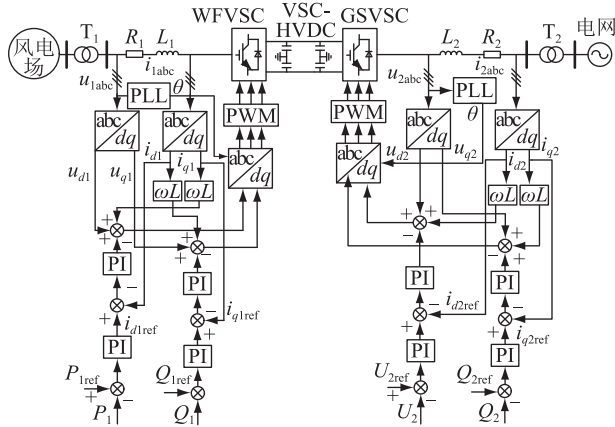 T1 WFVSC VSC- GSVSC T2 电网
HVDC
风电场 R1 L1 L2 R2
i1abc i2abc
u1abc θ u2abc
PLL PLL
θ
abc dq abc dq PWM PWM abc dq abc dq
id1 iq1 abc dq abc dq ud2 uq2 id2 iq2
ud1 uq1
ωL ωL ωL ωL
+ + + − + + − + + − + + −
PI PI PI PI
− + − + − + − +
id1ref iq1ref id2ref iq2ref
PI PI PI PI
P1ref Q1ref U2ref Q2ref
+ − + − + − + −
P1 Q1 U2 Q2